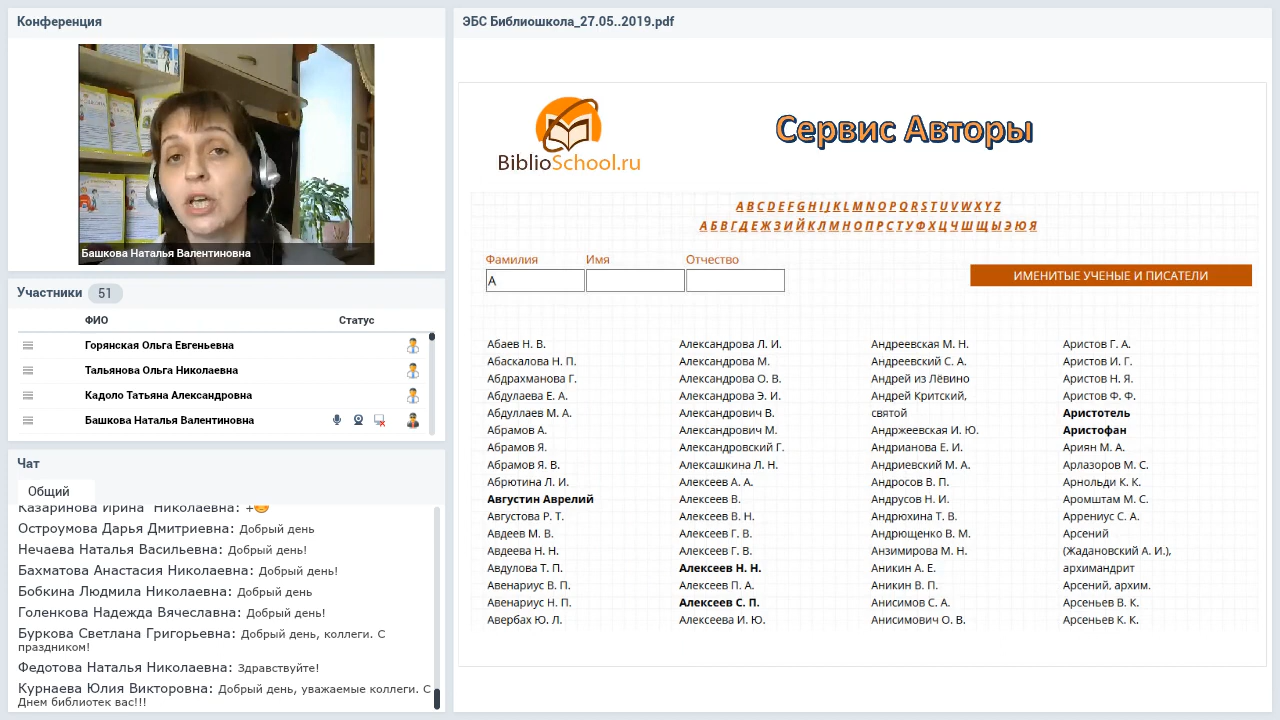 Конференция
Башкова Наталья Валентиновна
Участники 51
ФИО Статус
Горянская Ольга Евгеньевна
Тальянова Ольга Николаевна
Кадоло Татьяна Александровна
Башкова Наталья Валентиновна
Чат
Общий
Казаринова Ирина Николаевна: +
Остроумова Дарья Дмитриевна: Добрый день
Нечаева Наталья Васильевна: Добрый день!
Бахматова Анастасия Николаевна: Добрый день!
Бобкина Людмила Николаевна: Добрый день
Голенкова Надежда Вячеславна: Добрый день!
Буркова Светлана Григорьевна: Добрый день, коллеги. С
праздником!
Федотова Наталья Николаевна: Здравствуйте!
Курнаева Юлия Викторовна: Добрый день, уважаемые коллеги. С
Днем библиотек вас!!!
ЭБС Библиошкола_27.05..2019.pdf
BiblioSchool.ru
Сервис Авторы
A B C D E F G H I J K L M N O P Q R S T U V W X Y Z
А Б В Г Д Е Ж З И Й К Л М Н О П Р С Т У Ф Х Ц Ч Ш Щ Ы Э Ю Я
Фамилия Имя Отчество
А
ИМЕНИТЫЕ УЧЕНЫЕ И ПИСАТЕЛИ
Абаев Н. В.
Абаскалова Н. П.
Абдрахманова Г.
Абдулаева Е. А.
Абдуллаев М. А.
Абрамов А.
Абрамов Я.
Абрамов Я. В.
Абрютина Л. И.
Августин Аврелий
Августова Р. Т.
Авдеев М. В.
Авдеева Н. Н.
Авдулова Т. П.
Авенариус В. П.
Авенариус Н. П.
Авербах Ю. Л.
Александрова Л. И.
Александрова М.
Александрова О. В.
Александрова Э. И.
Александрович В.
Александрович М.
Александровский Г.
Алексашкина Л. Н.
Алексеев А. А.
Алексеев В.
Алексеев В. Н.
Алексеев Г. В.
Алексеев Г. В.
Алексеев Н. Н.
Алексеев П. А.
Алексеев С. П.
Алексеева И. Ю.
Андреевская М. Н.
Андреевский С. А.
Андрей из Лёвино
Андрей Критский,
святой
Анджеевская И. Ю.
Андрианова Е. И.
Андриевский М. А.
Андросов В. П.
Андрусов Н. И.
Андрюхина Т. В.
Андрющенко В. М.
Анзимирова М. Н.
Аникин А. Е.
Аникин В. П.
Анисимов С. А.
Анисимович О. В.
Аристов Г. А.
Аристов И. Г.
Аристов Н. Я.
Аристов Ф. Ф.
Аристотель
Аристофан
Ариян М. А.
Арлазоров М. С.
Арнольди К. К.
Аромштам М. С.
Аррениус С. А.
Арсений
(Жадановский А. И.),
архимандрит
Арсений, архим.
Арсеньев В. К.
Арсеньев К. К.